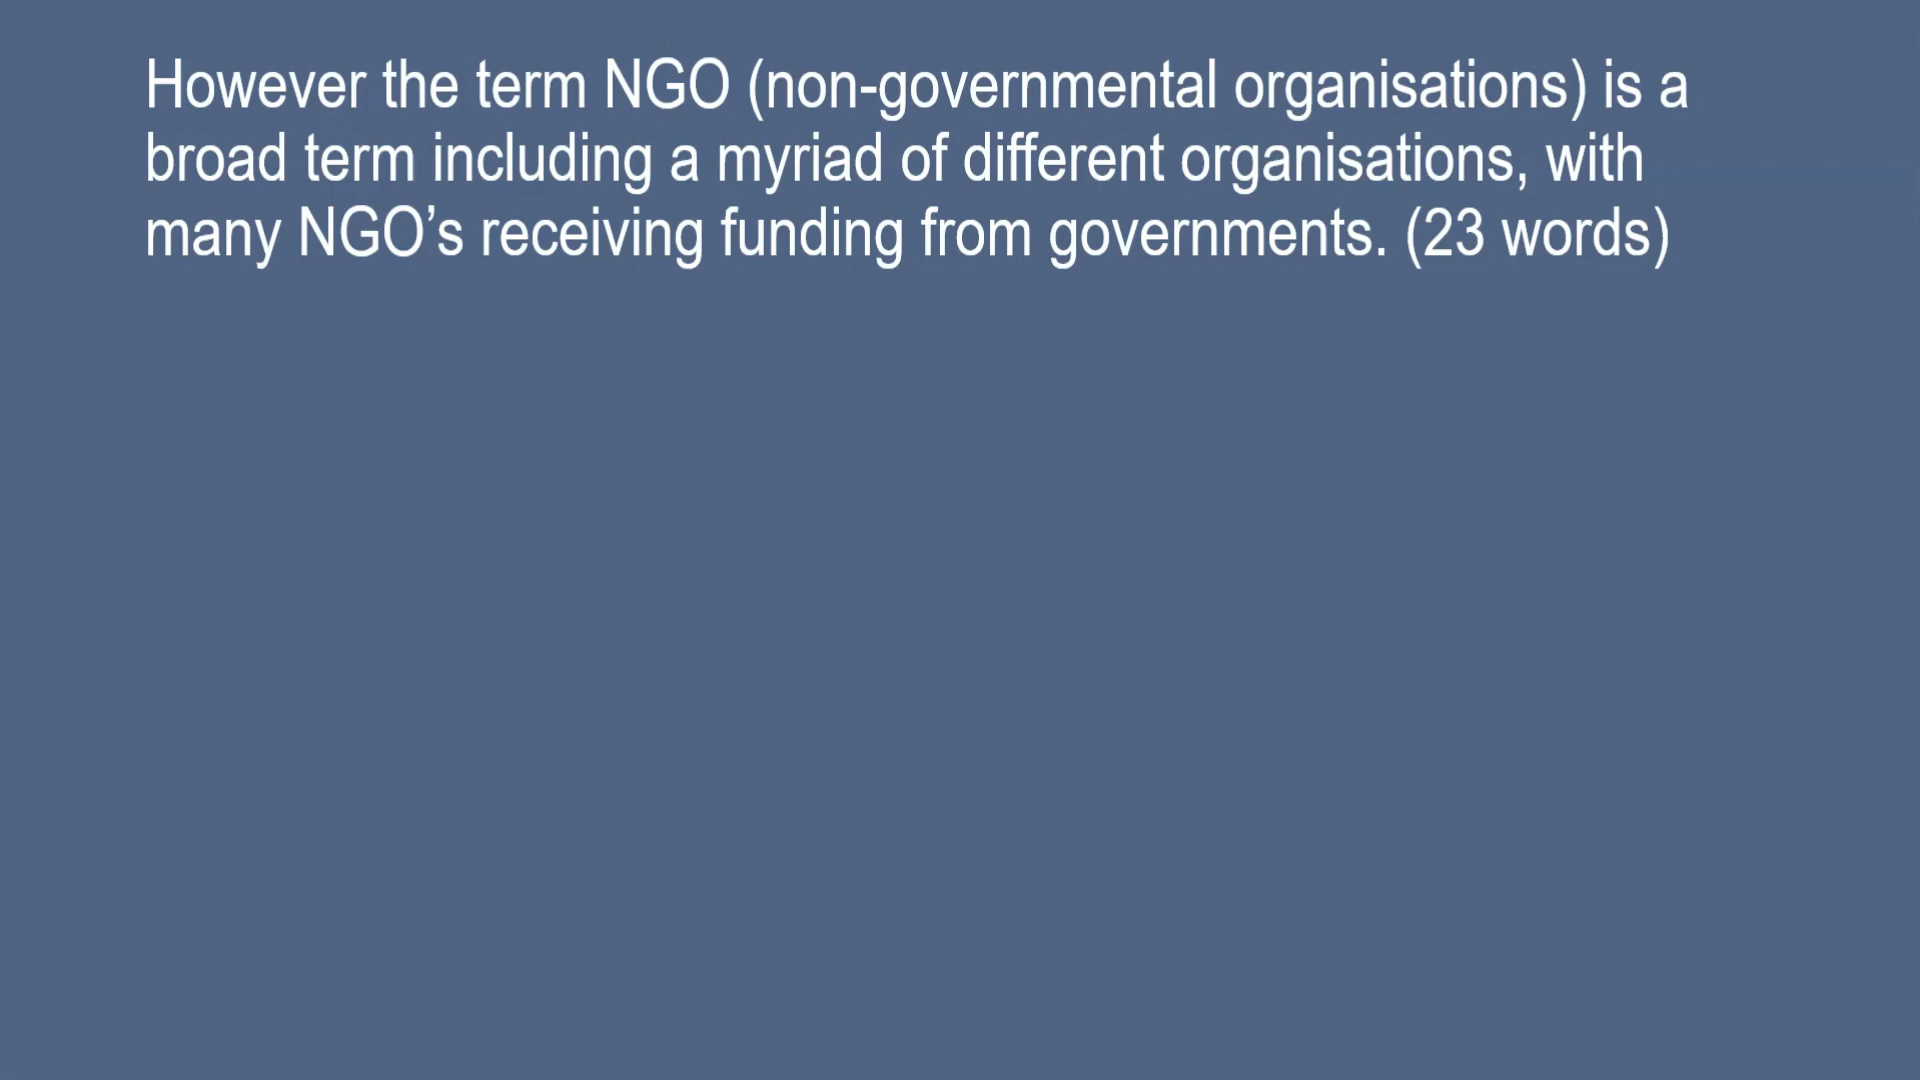 However the term NGO (non-governmental organisations) is a
broad term including a myriad of different organisations, with
many NGO’s receiving funding from governments. (23 words)